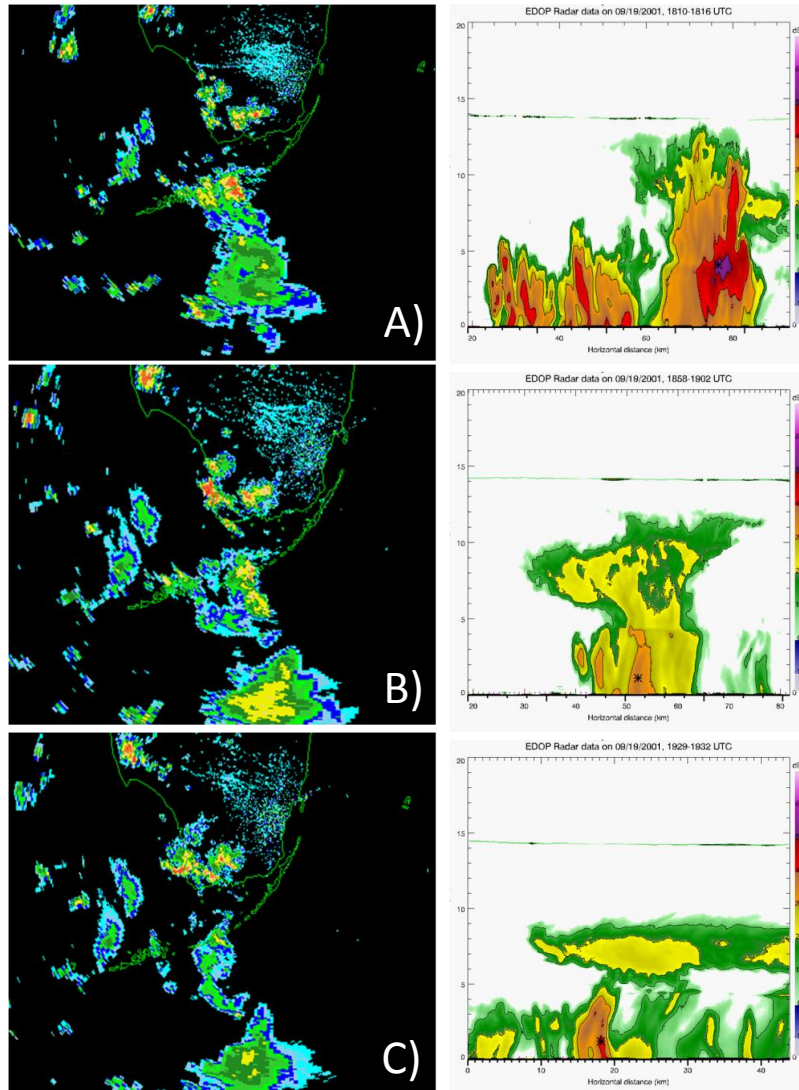 EDOP Radar data on 09/19/2001, 1810-1816 UTC
20
15
10
5
0
20 40 60 80
Horizontal distance (km)
A)
EDOP Radar data on 09/19/2001, 1858-1902 UTC
20
15
10
5
0
20 30 40 50 60 70 80
Horizontal distance (km)
B)
EDOP Radar data on 09/19/2001, 1929-1932 UTC
20
15
10
5
0
0 10 20 30 40
Horizontal distance (km)
C)